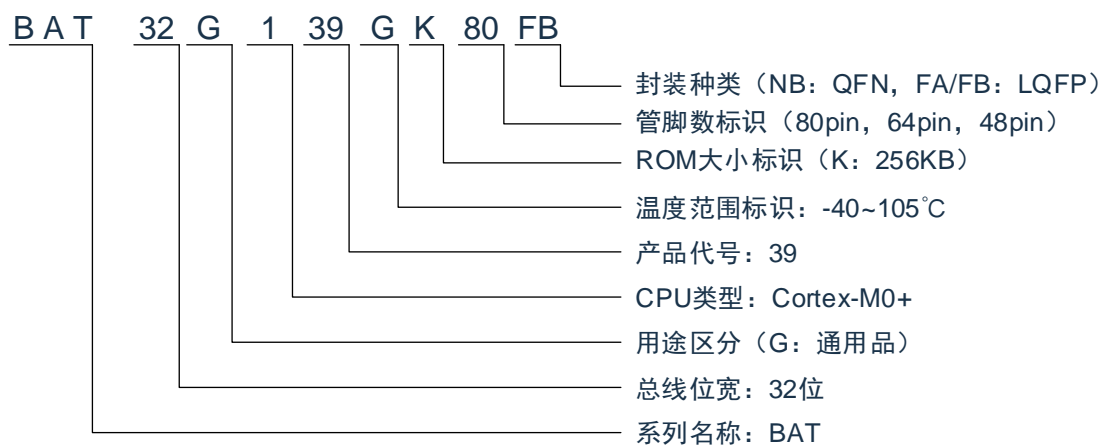 BAT 32 G 1 39 G K 80 FB
封装种类（NB：QFN，FA/FB：LQFP）
管脚数标识（80pin，64pin，48pin）
ROM大小标识（K：256KB）
温度范围标识：-40~105℃
产品代号：39
CPU类型：Cortex-M0+
用途区分（G：通用品）
总线位宽：32位
系列名称：BAT